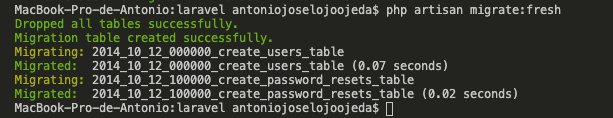 MacBook-Pro-de-Antonio:laravel antoniojoselojoojeda$ php artisan migrate:fresh
Dropped all tables successfully.
Migration table created successfully.
Migrating: 2014_10_12_000000_create_users_table
Migrated:  2014_10_12_000000_create_users_table (0.07 seconds)
Migrating: 2014_10_12_100000_create_password_resets_table
Migrated:  2014_10_12_100000_create_password_resets_table (0.02 seconds)
MacBook-Pro-de-Antonio:laravel antoniojoselojoojeda$